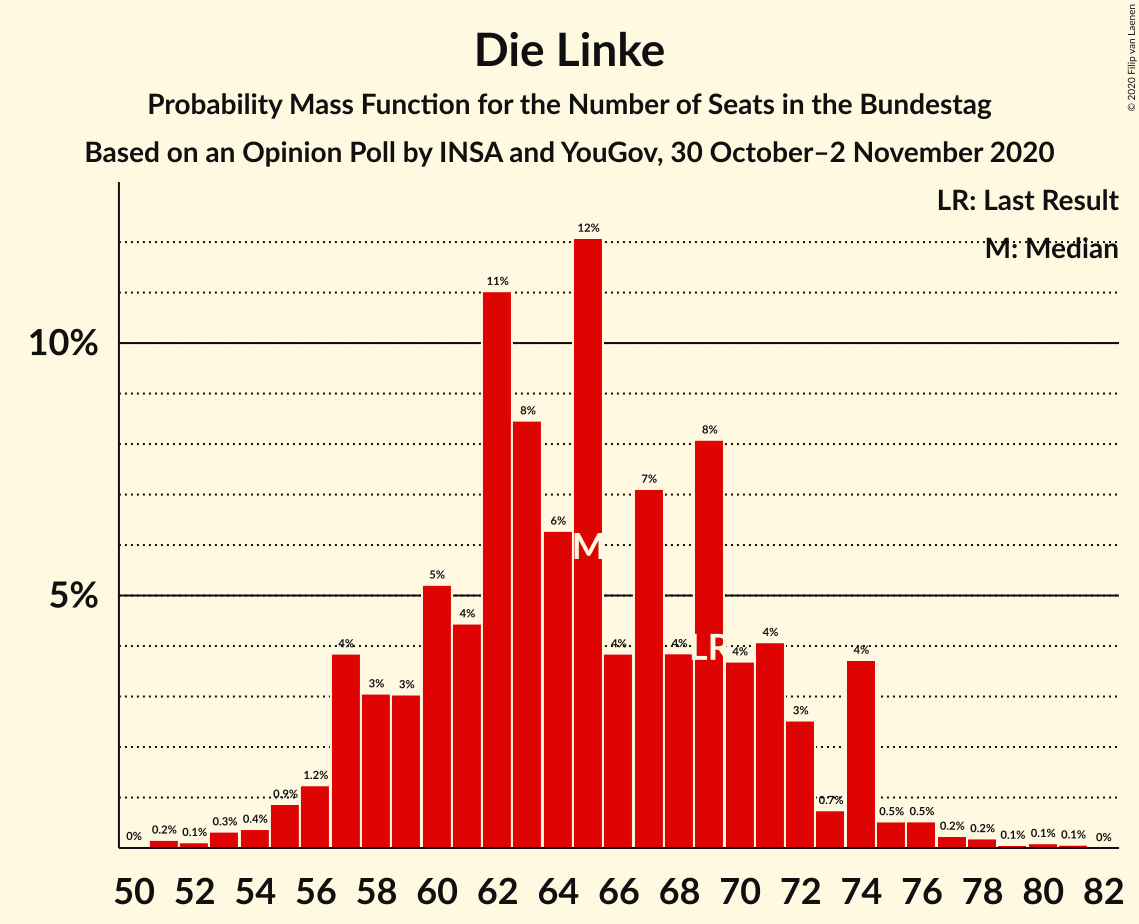 © 2020 Filip van Laenen
Die Linke
Probability Mass Function for the Number of Seats in the Bundestag
Based on an Opinion Poll by INSA and YouGov, 30 October–2 November 2020
LR: Last Result
M: Median
10%
5%
0% 0.2% 0.1% 0.3% 0.4% 0.9% 1.2% 4% 3% 3% 5% 4% 11% 8% 6% 12% 4% 7% 4% 8% 4% 4% 3% 0.7% 4% 0.5% 0.5% 0.2% 0.2% 0.1% 0.1% 0.1% 0%
M
LR
50 52 54 56 58 60 62 64 66 68 70 72 74 76 78 80 82